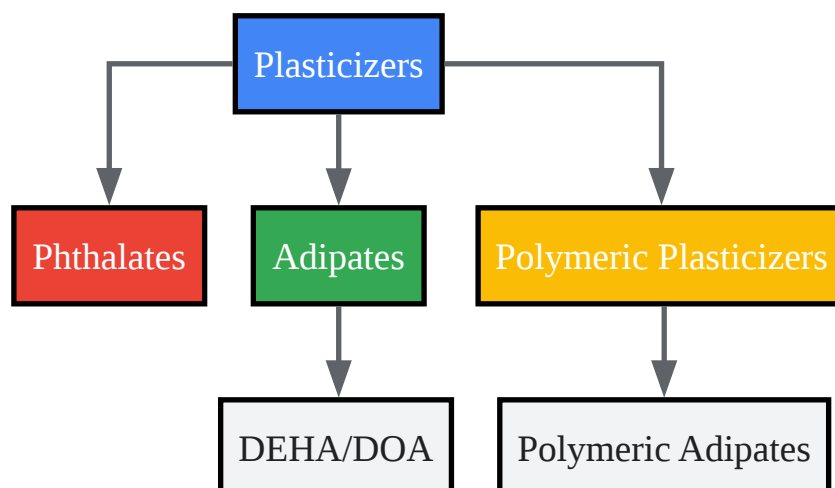 Plasticizers
Phthalates
Adipates
Polymeric Plasticizers
DEHA/DOA
Polymeric Adipates